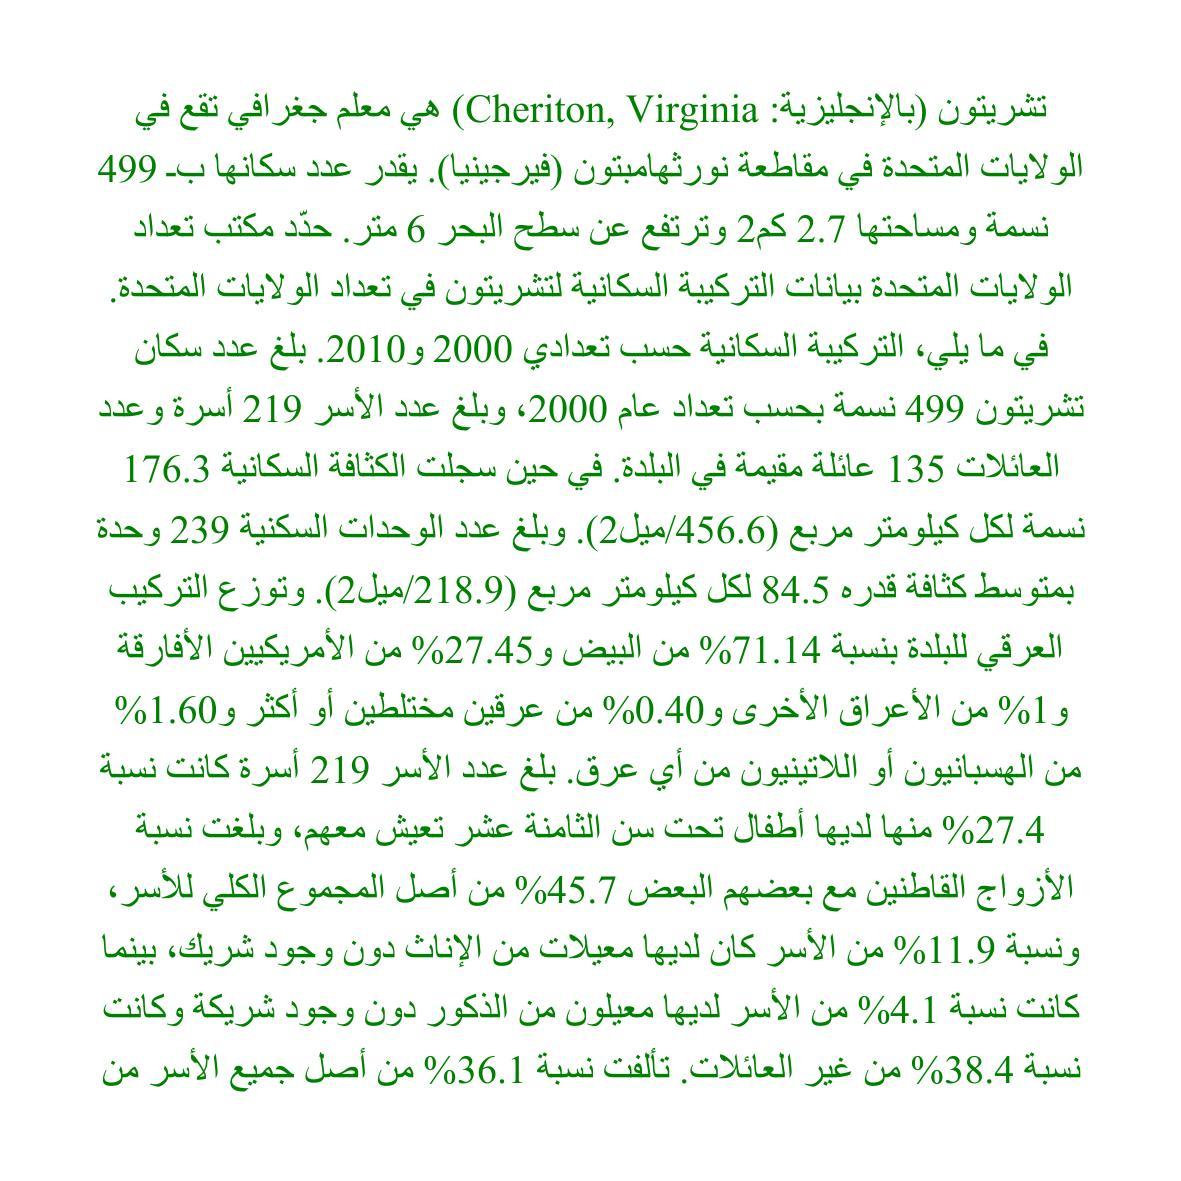 تشريتون (بالإنجليزية: Cheriton, Virginia) هي معلم جغرافي تقع في
الولايات المتحدة في مقاطعة نورثهامبتون (فيرجينيا). يقدر عدد سكانها بـ 499
نسمة ومساحتها 2.7 كم2 وترتفع عن سطح البحر 6 متر. حدّد مكتب تعداد
الولايات المتحدة بيانات التركيبة السكانية لتشريتون في تعداد الولايات المتحدة.
في ما يلي، التركيبة السكانية حسب تعدادي 2000 و2010. بلغ عدد سكان
تشريتون 499 نسمة بحسب تعداد عام 2000، وبلغ عدد الأسر 219 أسرة وعدد
العائلات 135 عائلة مقيمة في البلدة. في حين سجلت الكثافة السكانية 176.3
نسمة لكل كيلومتر مربع (456.6/ميل2). وبلغ عدد الوحدات السكنية 239 وحدة
بمتوسط كثافة قدره 84.5 لكل كيلومتر مربع (218.9/ميل2). وتوزع التركيب
العرقي للبلدة بنسبة 71.14% من البيض و27.45% من الأمريكيين الأفارقة
و1% من الأعراق الأخرى و0.40% من عرقين مختلطين أو أكثر و1.60%
من الهسبانيون أو اللاتينيون من أي عرق. بلغ عدد الأسر 219 أسرة كانت نسبة
27.4% منها لديها أطفال تحت سن الثامنة عشر تعيش معهم، وبلغت نسبة
الأزواج القاطنين مع بعضهم البعض 45.7% من أصل المجموع الكلي للأسر،
ونسبة 11.9% من الأسر كان لديها معيلات من الإناث دون وجود شريك، بينما
كانت نسبة 4.1% من الأسر لديها معيلون من الذكور دون وجود شريكة وكانت
نسبة 38.4% من غير العائلات. تألفت نسبة 36.1% من أصل جميع الأسر من